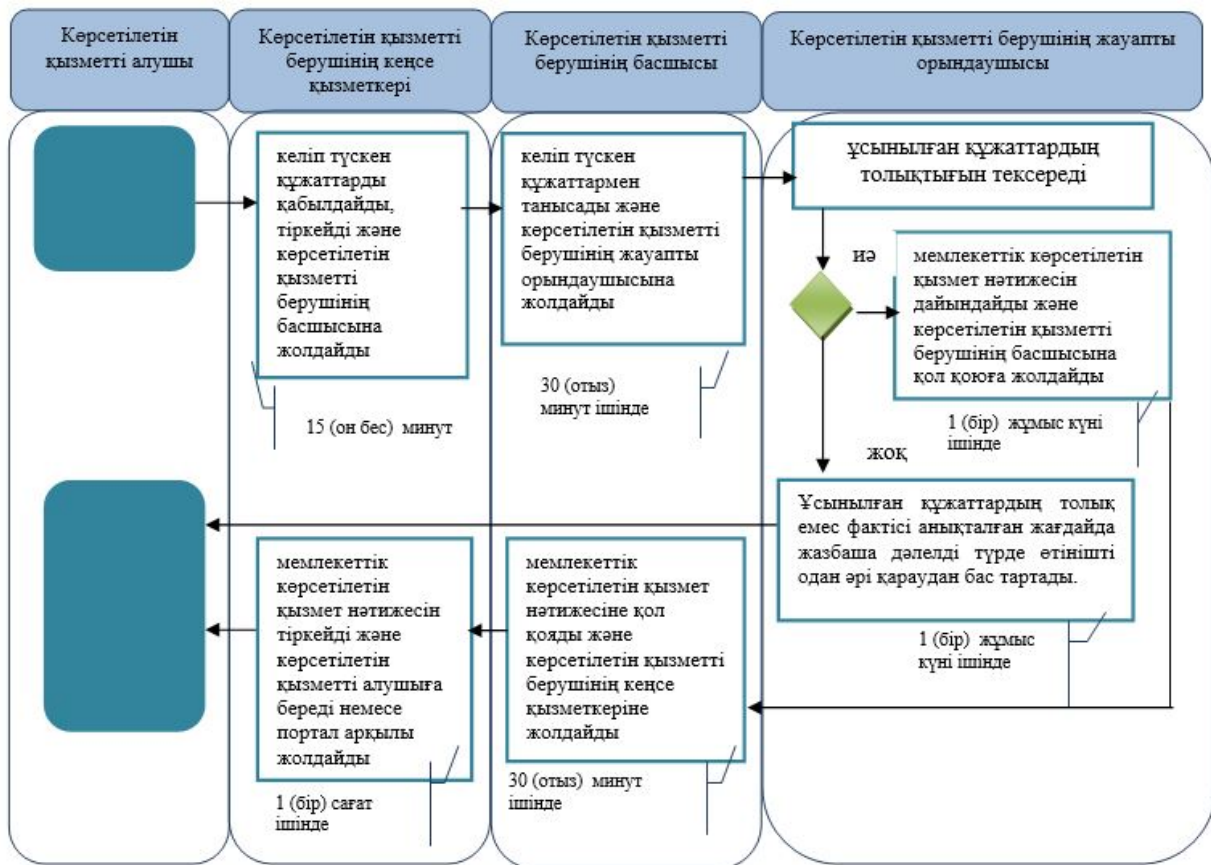 Көрсетілетін
қызметті алушы
Көрсетілетін қызметті
берушінің кеңсе
қызметкері
Көрсетілетін қызметті
берушінің басшысы
Көрсетілетін қызметті берушінің жауапты
орындаушысы
келіп түскен
құжаттарды
қабылдайды,
тіркейді және
көрсетілетін
қызметті
берушінің
басшысына
жолдайды
15 (он бес) минут
келіп түскен
құжаттармен
танысады және
көрсетілетін қызметті
берушінің жауапты
орындаушысына
жолдайды
30 (отыз)
минут ішінде
ұсынылған құжаттардың
толықтығын тексереді
иә
мемлекеттік көрсетілетін
қызмет нәтижесін
дайындайды және
көрсетілетін қызметті
берушінің басшысына
қол қоюға жолдайды
1 (бір) жұмыс күні
ішінде
жоқ
Ұсынылған құжаттардың толық
емес фактісі анықталған жағдайда
жазбаша дәлелді түрде өтінішті
одан әрі қараудан бас тартады.
1 (бір) жұмыс
күні ішінде
мемлекеттік
көрсетілетін
қызмет нәтижесін
тіркейді және
көрсетілетін
қызметті алушыға
береді немесе
портал арқылы
жолдайды
1 (бір) сағат
ішінде
мемлекеттік
көрсетілетін қызмет
нәтижесіне қол
қояды және
көрсетілетін қызметті
берушінің кеңсе
қызметкеріне
жолдайды
30 (отыз) минут
ішінде